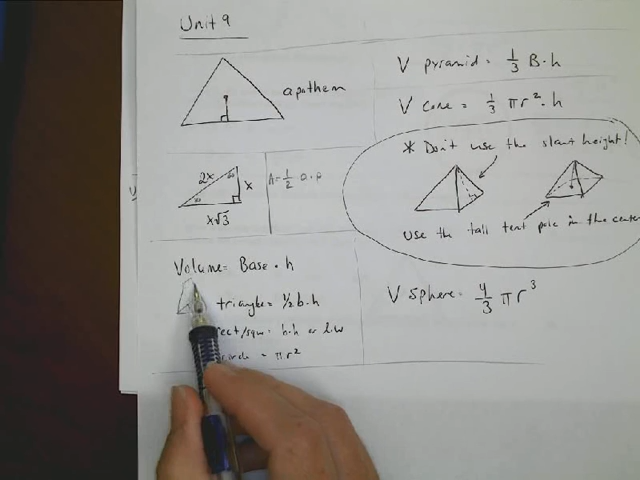 Unit 9
apothem
2x
60
x
30
x√3
A = 1/2 a.p
Volume = Base · h
triangle = 1/2 b·h
rect/squ = b·h or l·w
= πr²
V pyramid = 1/3 B·h
V cone = 1/3 πr²·h
* Don't use the slant height!
Use the tall tent pole in the center
V sphere = 4/3 πr³